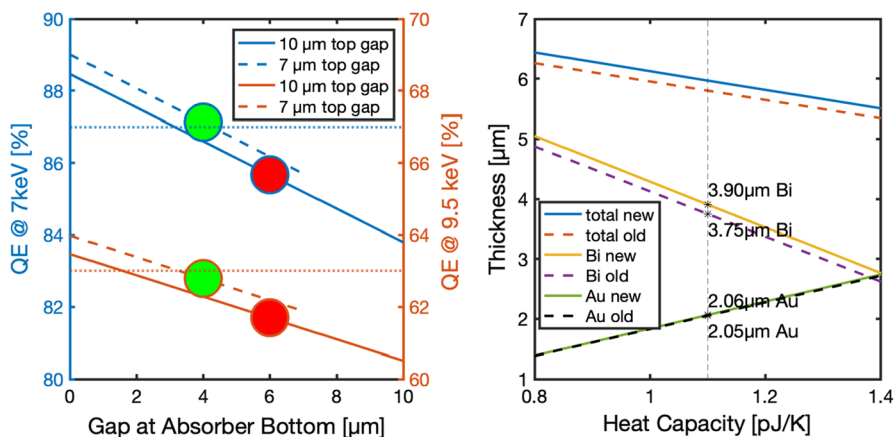 90
88
86
84
82
80
QE @ 7keV [%]
10 µm top gap
7 µm top gap
10 µm top gap
7 µm top gap
70
68
66
64
62
60
QE @ 9.5 keV [%]
0
2
4
6
8
10
Gap at Absorber Bottom [µm]
7
6
5
4
3
2
1
Thickness [µm]
total new
total old
Bi new
Bi old
Au new
Au old
3.90µm Bi
3.75µm Bi
2.06µm Au
2.05µm Au
0.8
1
1.2
1.4
Heat Capacity [pJ/K]